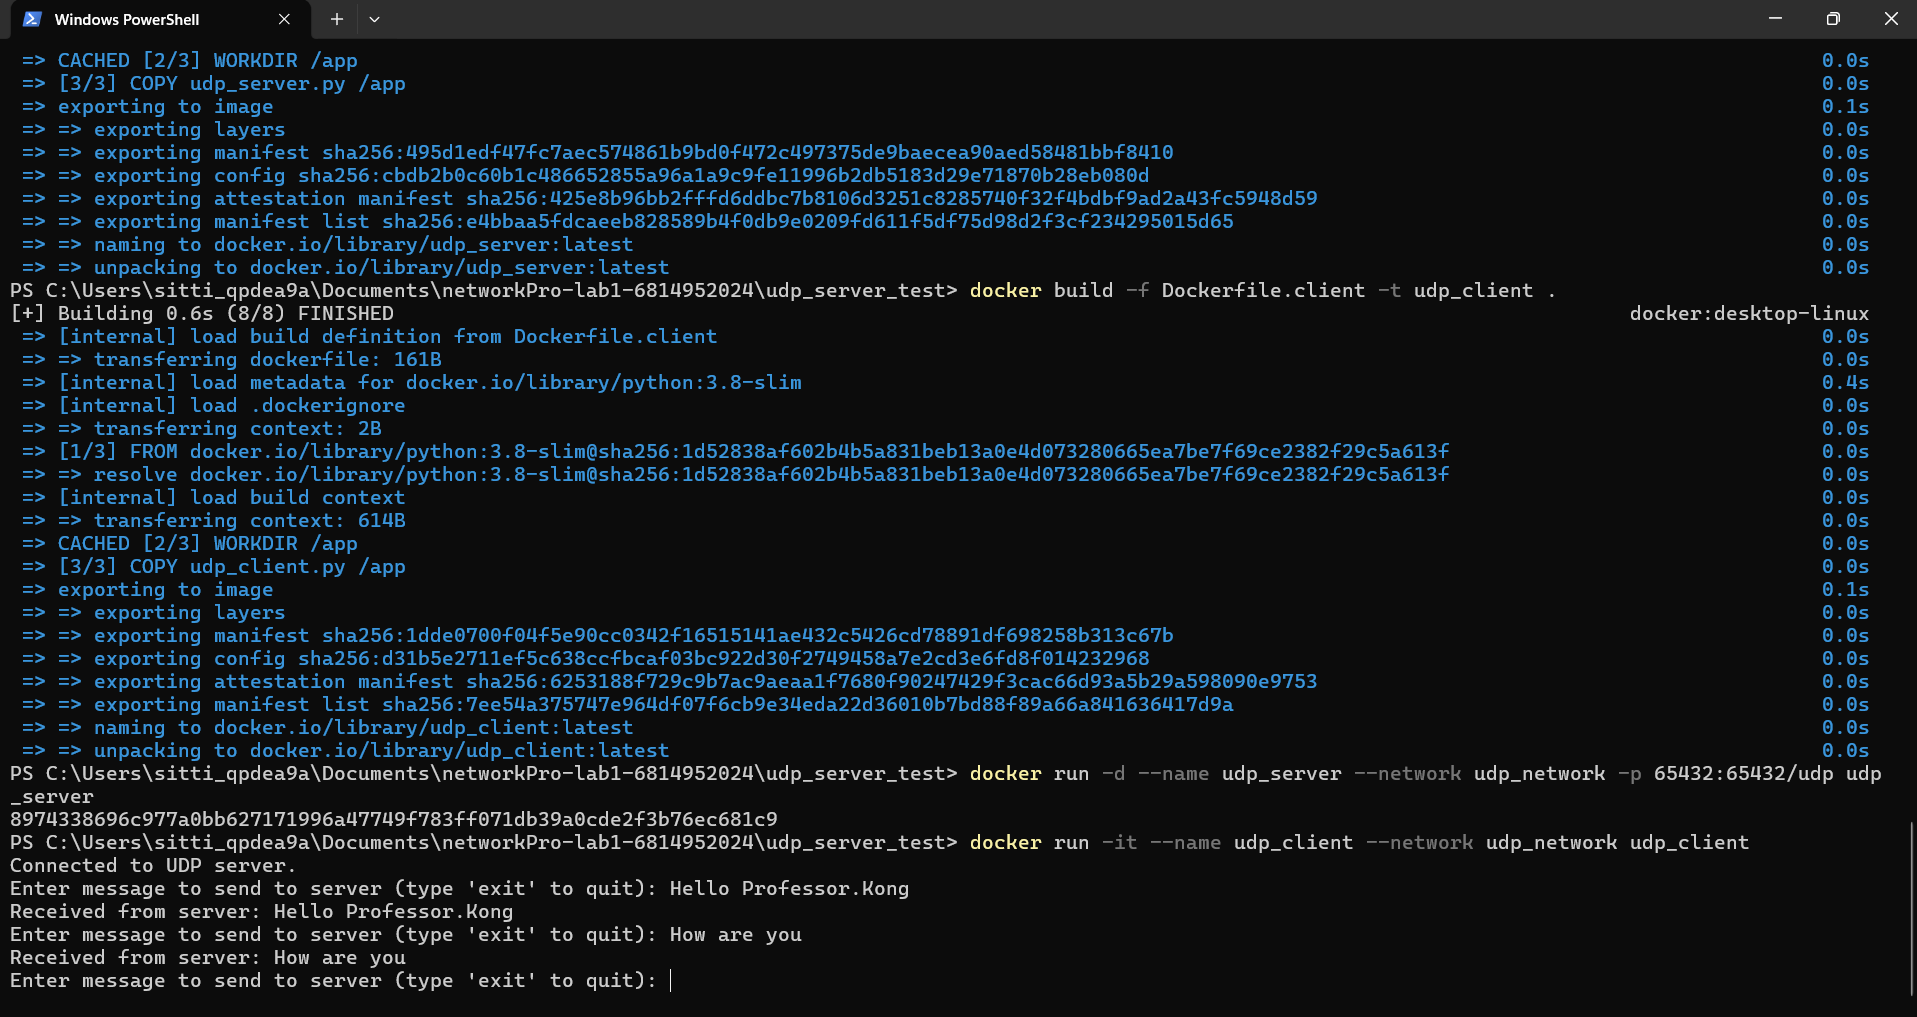 Windows PowerShell
=> CACHED [2/3] WORKDIR /app 0.0s
=> [3/3] COPY udp_server.py /app 0.0s
=> exporting to image 0.1s
=> => exporting layers 0.0s
=> => exporting manifest sha256:495d1edf47fc7aec574861b9bd0f472c497375de9baecea90aed58481bbf8410 0.0s
=> => exporting config sha256:cbdb2b0c60b1c486652855a96a1a9c9fe11996b2db5183d29e71870b28eb080d 0.0s
=> => exporting attestation manifest sha256:425e8b96bb2fffd6ddbc7b8106d3251c8285740f32f4bdbf9ad2a43fc5948d59 0.0s
=> => exporting manifest list sha256:e4bbaa5fdcaeeb828589b4f0db9e0209fd611f5df75d98d2f3cf234295015d65 0.0s
=> => naming to docker.io/library/udp_server:latest 0.0s
=> => unpacking to docker.io/library/udp_server:latest 0.0s
PS C:\Users\sitti_qpdea9a\Documents\networkPro-lab1-6814952024\udp_server_test> docker build -f Dockerfile.client -t udp_client .
[+] Building 0.6s (8/8) FINISHED docker:desktop-linux
=> [internal] load build definition from Dockerfile.client 0.0s
=> => transferring dockerfile: 161B 0.0s
=> [internal] load metadata for docker.io/library/python:3.8-slim 0.4s
=> [internal] load .dockerignore 0.0s
=> => transferring context: 2B 0.0s
=> [1/3] FROM docker.io/library/python:3.8-slim@sha256:1d52838af602b4b5a831beb13a0e4d073280665ea7be7f69ce2382f29c5a613f 0.0s
=> => resolve docker.io/library/python:3.8-slim@sha256:1d52838af602b4b5a831beb13a0e4d073280665ea7be7f69ce2382f29c5a613f 0.0s
=> [internal] load build context 0.0s
=> => transferring context: 614B 0.0s
=> CACHED [2/3] WORKDIR /app 0.0s
=> [3/3] COPY udp_client.py /app 0.0s
=> exporting to image 0.1s
=> => exporting layers 0.0s
=> => exporting manifest sha256:1dde0700f04f5e90cc0342f16515141ae432c5426cd78891df698258b313c67b 0.0s
=> => exporting config sha256:d31b5e2711ef5c638ccfbcaf03bc922d30f2749458a7e2cd3e6fd8f014232968 0.0s
=> => exporting attestation manifest sha256:6253188f729c9b7ac9aeaa1f7680f90247429f3cac66d93a5b29a598090e9753 0.0s
=> => exporting manifest list sha256:7ee54a375747e964df07f6cb9e34eda22d36010b7bd88f89a66a841636417d9a 0.0s
=> => naming to docker.io/library/udp_client:latest 0.0s
=> => unpacking to docker.io/library/udp_client:latest 0.0s
PS C:\Users\sitti_qpdea9a\Documents\networkPro-lab1-6814952024\udp_server_test> docker run -d --name udp_server --network udp_network -p 65432:65432/udp udp
_server
8974338696c977a0bb627171996a47749f783ff071db39a0cde2f3b76ec681c9
PS C:\Users\sitti_qpdea9a\Documents\networkPro-lab1-6814952024\udp_server_test> docker run -it --name udp_client --network udp_network udp_client
Connected to UDP server.
Enter message to send to server (type 'exit' to quit): Hello Professor.Kong
Received from server: Hello Professor.Kong
Enter message to send to server (type 'exit' to quit): How are you
Received from server: How are you
Enter message to send to server (type 'exit' to quit):